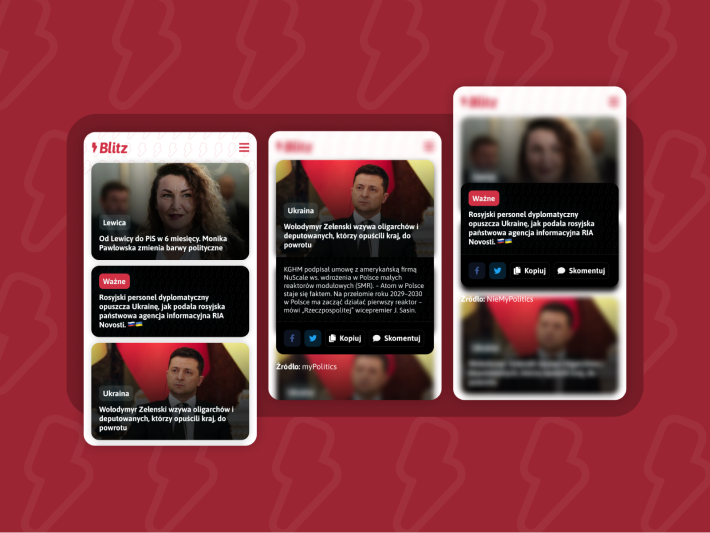 Blitz
Lewica
Od Lewicy do PiS w 6 miesięcy. Monika
Pawłowska zmienia barwy polityczne
Ważne
Rosyjski personel dyplomatyczny
opuszcza Ukrainę, jak podała rosyjska
państwowa agencja informacyjna RIA
Novosti. 🇷🇺🇺🇦
Ukraina
Wołodymyr Zełenski wzywa oligarchów i
deputowanych, którzy opuścili kraj, do
powrotu
Blitz
Ukraina
Wołodymyr Zełenski wzywa oligarchów i
deputowanych, którzy opuścili kraj, do
powrotu
KGHM podpisał umowę z amerykańską firmą
NuScale ws. wdrożenia w Polsce małych
reaktorów modułowych (SMR). – Atom w Polsce
staje się faktem. Na przełomie roku 2029-2030
w Polsce ma zacząć działać pierwszy reaktor –
mówi „Rzeczpospolitej” wicepremier J. Sasin.
Kopiuj
Skomentuj
Źródło: myPolitics
Blitz
Ważne
Rosyjski personel dyplomatyczny
opuszcza Ukrainę, jak podała rosyjska
państwowa agencja informacyjna RIA
Novosti. 🇷🇺🇺🇦
Kopiuj
Skomentuj
Źródło: NieMyPolitics